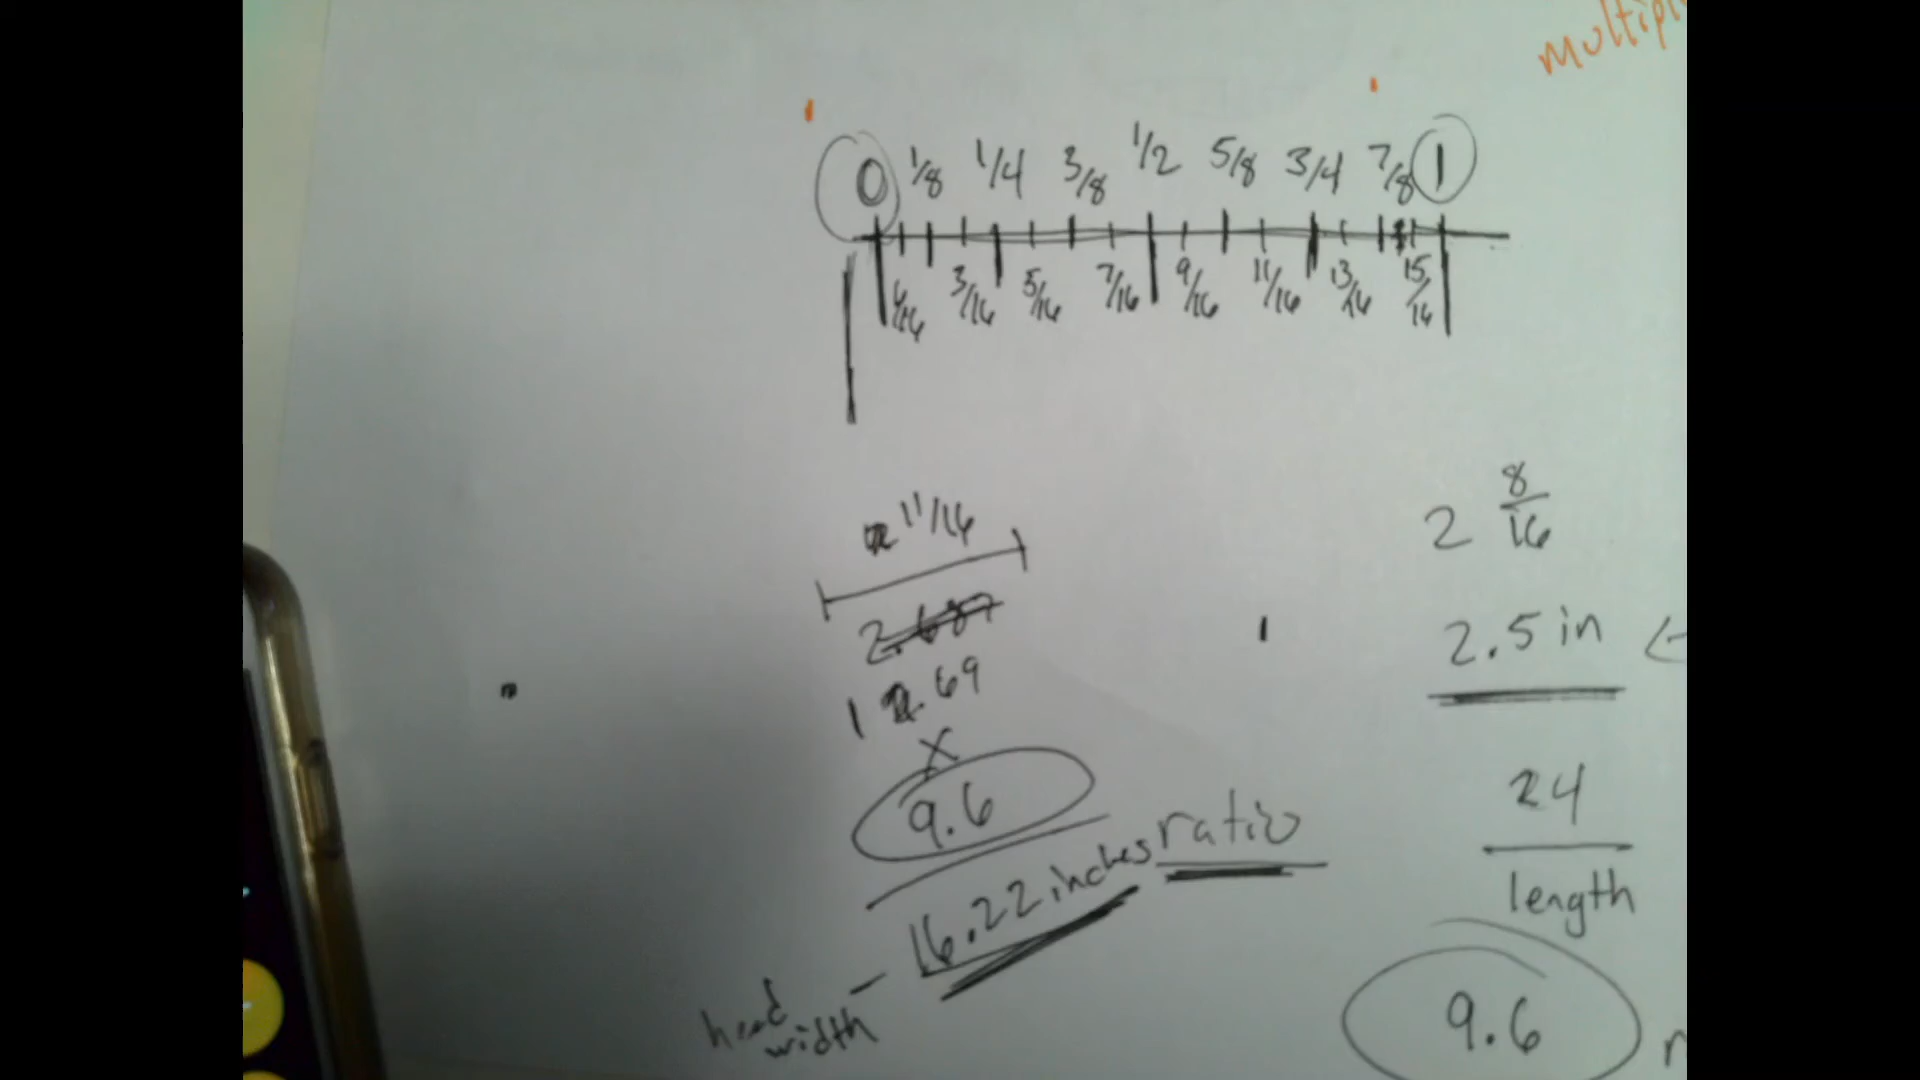 multipl
0 1/8 1/4 3/8 1/2 5/8 3/4 7/8 1
1/16 3/16 5/16 7/16 9/16 11/16 13/16 15/16
11/16
2.687
1 .69
X
9.6
16.22 inches ratio
head width -
2 8/16
2.5 in ←
24
length
9.6